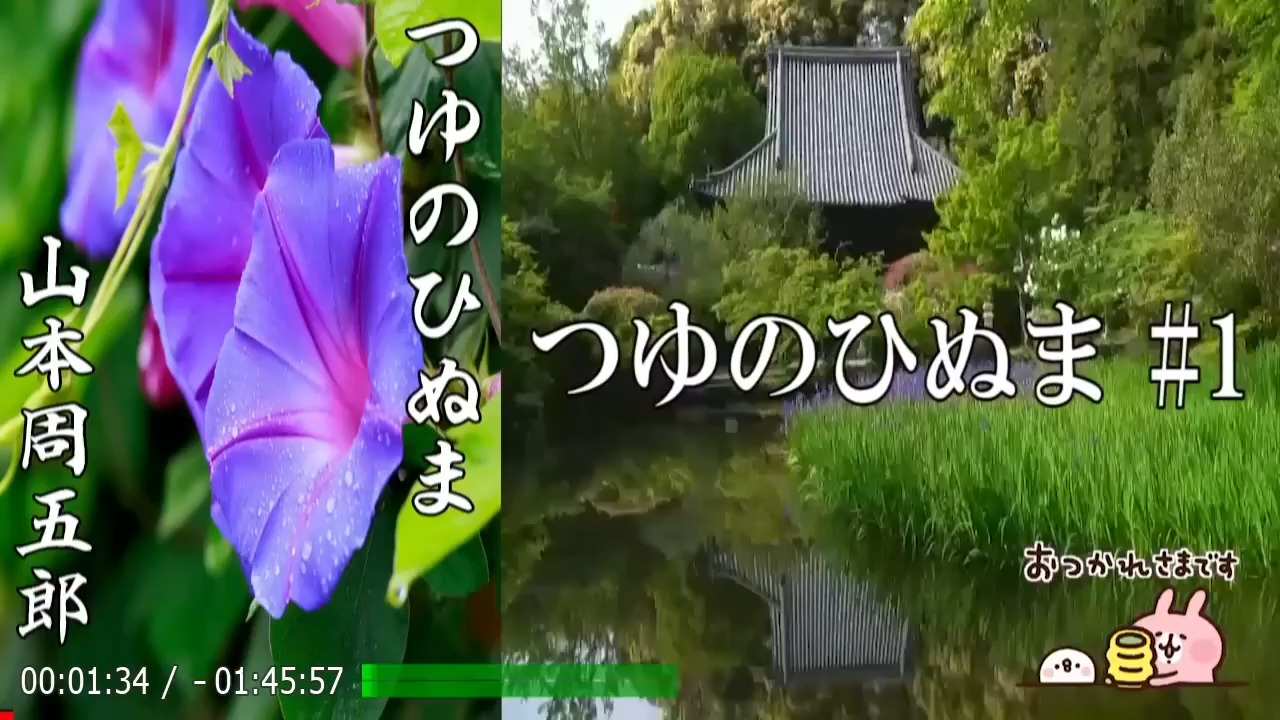 つゆのひぬま
山本周五郎
つゆのひぬま #1
おつかれさまです
00:01:34 / -01:45:57